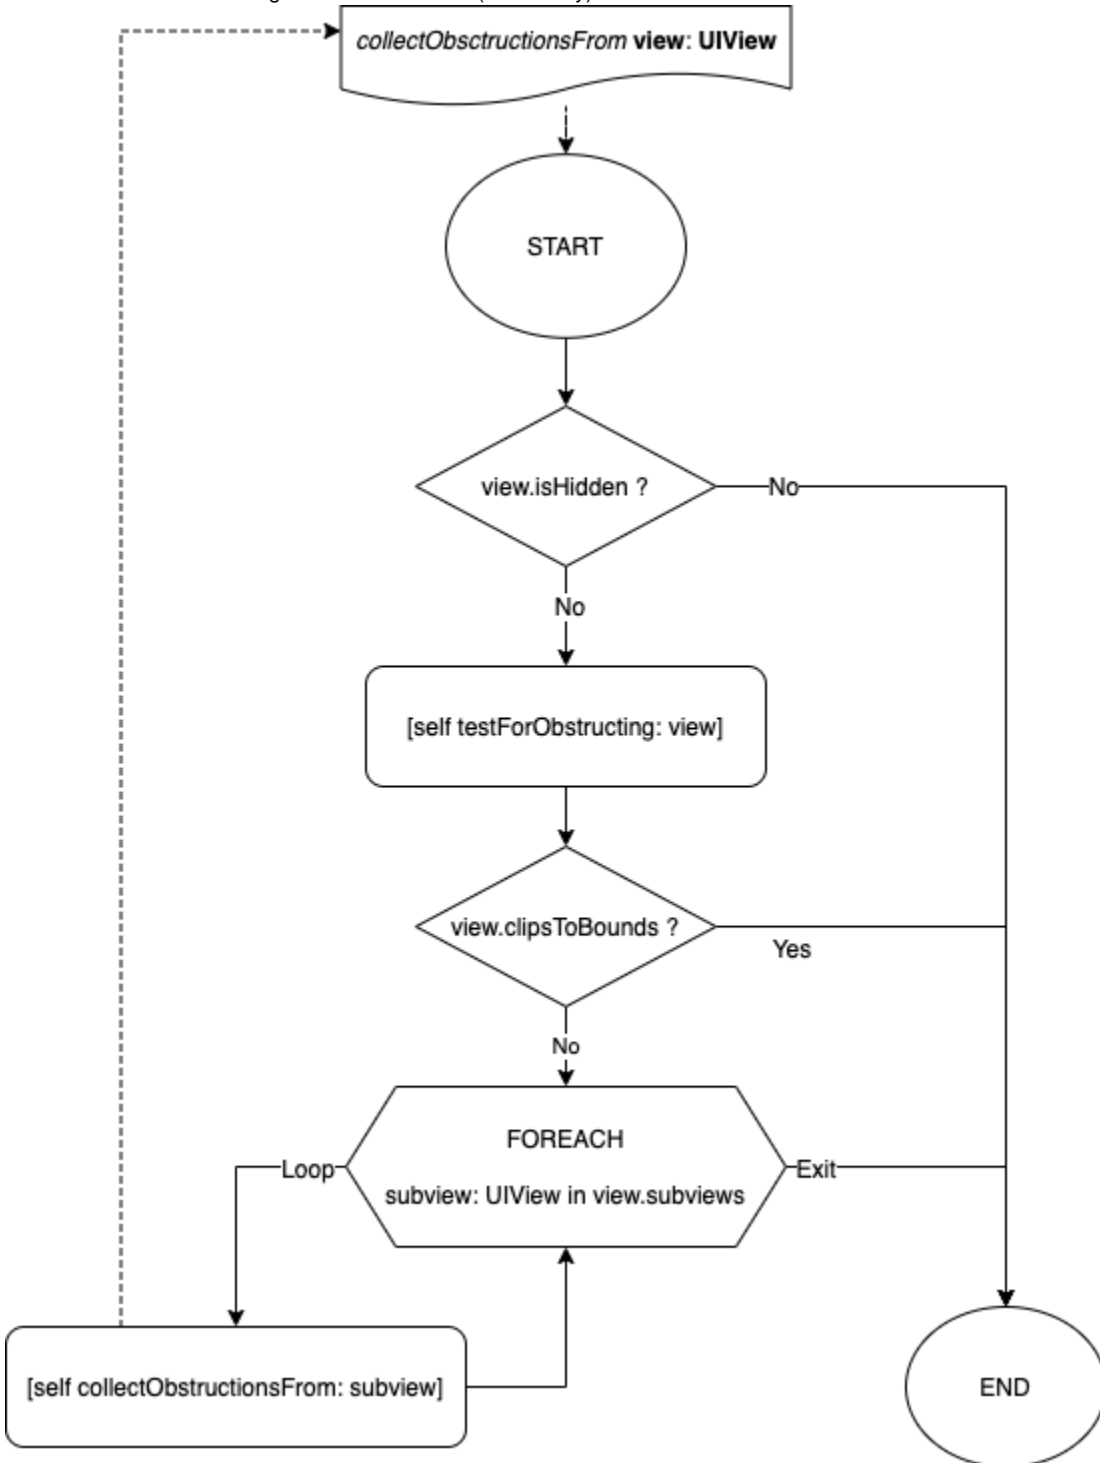 collectObsctructionsFrom view: UIView
START
view.isHidden ?
No
No
[self testForObstructing: view]
view.clipsToBounds ?
Yes
No
FOREACH
subview: UIView in view.subviews
Loop
Exit
[self collectObstructionsFrom: subview]
END